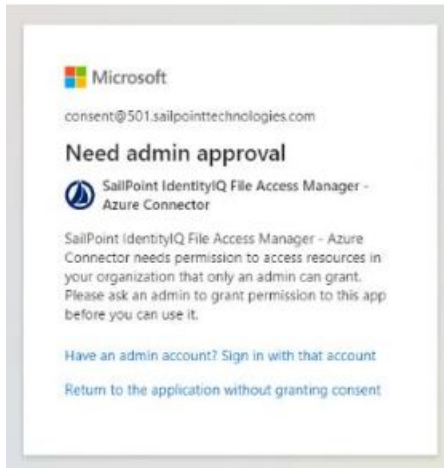 Microsoft
consent@501.sailpointtechnologies.com
Need admin approval
SailPoint IdentityIQ File Access Manager -
Azure Connector
SailPoint IdentityIQ File Access Manager - Azure
Connector needs permission to access resources in
your organization that only an admin can grant.
Please ask an admin to grant permission to this app
before you can use it.
Have an admin account? Sign in with that account
Return to the application without granting consent